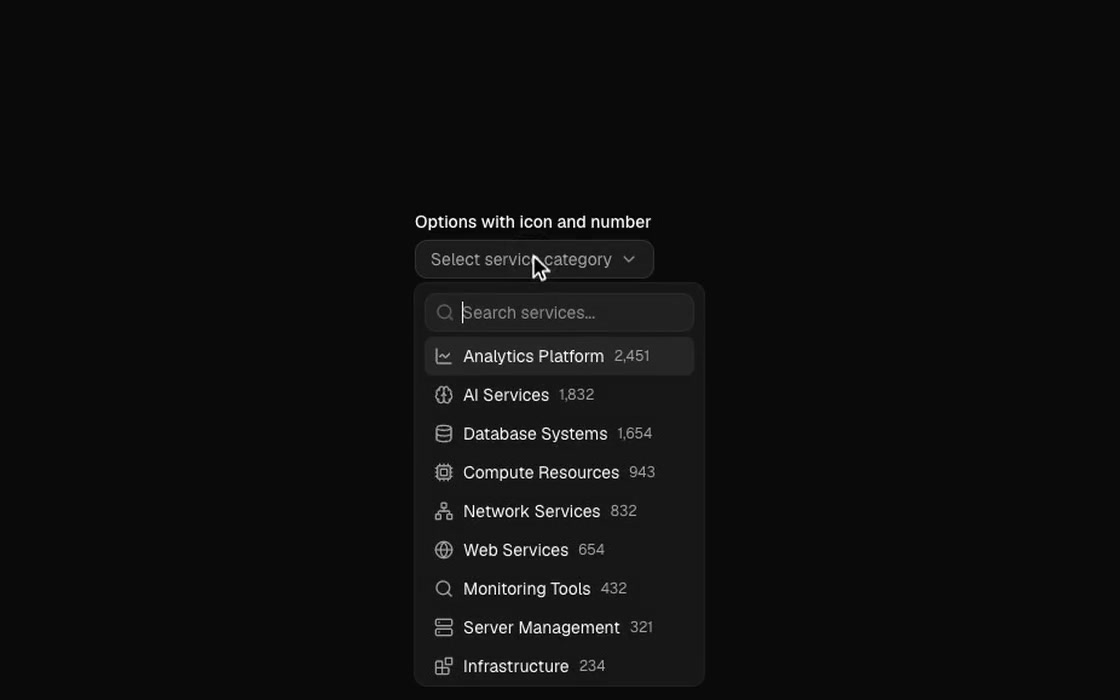 Options with icon and number
Select service category
Search services...
Analytics Platform 2,451
AI Services 1,832
Database Systems 1,654
Compute Resources 943
Network Services 832
Web Services 654
Monitoring Tools 432
Server Management 321
Infrastructure 234